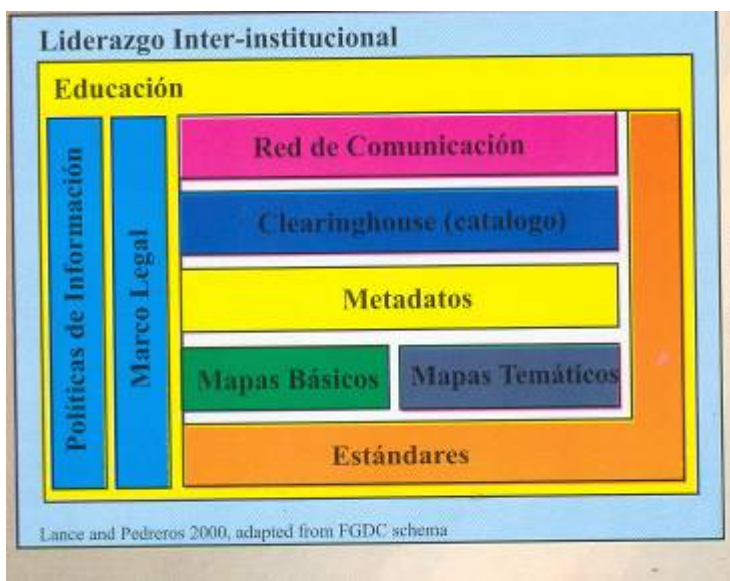 Liderazgo Inter-institucional
Educación
Políticas de Información
Marco Legal
Red de Comunicación
Clearinghouse (catalogo)
Metadatos
Mapas Básicos
Mapas Temáticos
Estándares
Lance and Pedreros 2000, adapted from FGDC schema